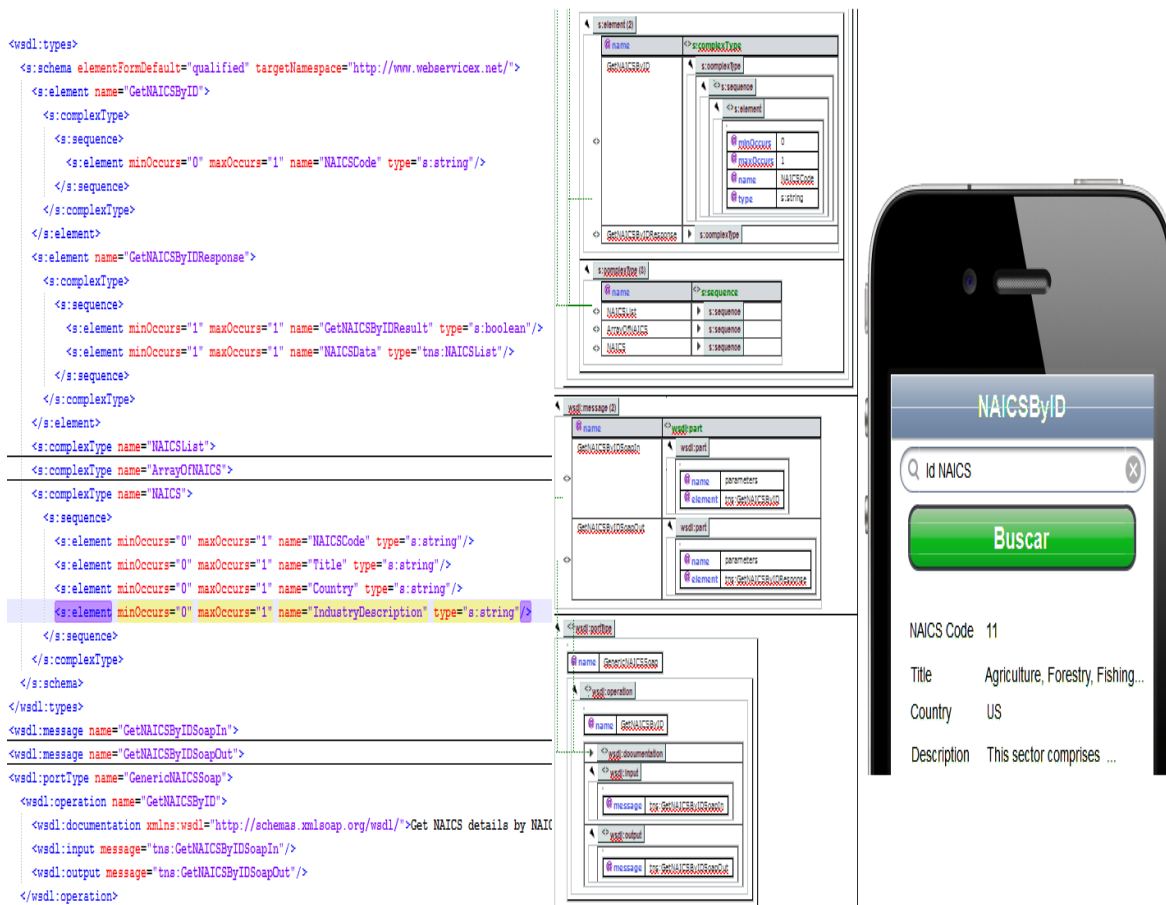 <wsdl:types>
<s:schema elementFormDefault="qualified" targetNamespace="http://www.webservicex.net/">
<s:element name="GetNAICSByID">
<s:complexType>
<s:sequence>
<s:element minOccurs="0" maxOccurs="1" name="NAICSCode" type="s:string"/>
</s:sequence>
</s:complexType>
</s:element>
<s:element name="GetNAICSByIDResponse">
<s:complexType>
<s:sequence>
<s:element minOccurs="1" maxOccurs="1" name="GetNAICSByIDResult" type="s:boolean"/>
<s:element minOccurs="1" maxOccurs="1" name="NAICSData" type="tns:NAICSList"/>
</s:sequence>
</s:complexType>
</s:element>
<s:complexType name="NAICSList">
<s:complexType name="ArrayOfNAICS">
<s:complexType name="NAICS">
<s:sequence>
<s:element minOccurs="0" maxOccurs="1" name="NAICSCode" type="s:string"/>
<s:element minOccurs="0" maxOccurs="1" name="Title" type="s:string"/>
<s:element minOccurs="0" maxOccurs="1" name="Country" type="s:string"/>
<s:element minOccurs="0" maxOccurs="1" name="IndustryDescription" type="s:string"/>
</s:sequence>
</s:complexType>
</s:schema>
</wsdl:types>
<wsdl:message name="GetNAICSByIDSoapIn">
<wsdl:message name="GetNAICSByIDSoapOut">
<wsdl:portType name="GenericNAICSSoap">
<wsdl:operation name="GetNAICSByID">
<wsdl:documentation xmlns:wsdl="http://schemas.xmlsoap.org/wsdl/">Get NAICS details by NAIC
<wsdl:input message="tns:GetNAICSByIDSoapIn"/>
<wsdl:output message="tns:GetNAICSByIDSoapOut"/>
</wsdl:operation>
s:element (2)
name s:complexType
GetNAICSByID s:complexType
s:sequence
s:element
minOccurs 0
maxOccurs 1
name NAICSCode
type s:string
GetNAICSByIDResponse s:complexType
s:complexType (3)
name s:sequence
NAICSList s:sequence
ArrayOfNAICS s:sequence
NAICS s:sequence
wsdl:message (2)
name wsdl:part
GetNAICSByIDSoapIn wsdl:part
name parameters
element tns:GetNAICSByID
GetNAICSByIDSoapOut wsdl:part
name parameters
element tns:GetNAICSByIDResponse
wsdl:portType
name GenericNAICSSoap
wsdl:operation
name GetNAICSByID
wsdl:documentation
wsdl:input
message tns:GetNAICSByIDSoapIn
wsdl:output
message tns:GetNAICSByIDSoapOut
NAICSByID
Id NAICS
Buscar
NAICS Code 11
Title Agriculture, Forestry, Fishing...
Country US
Description This sector comprises ...